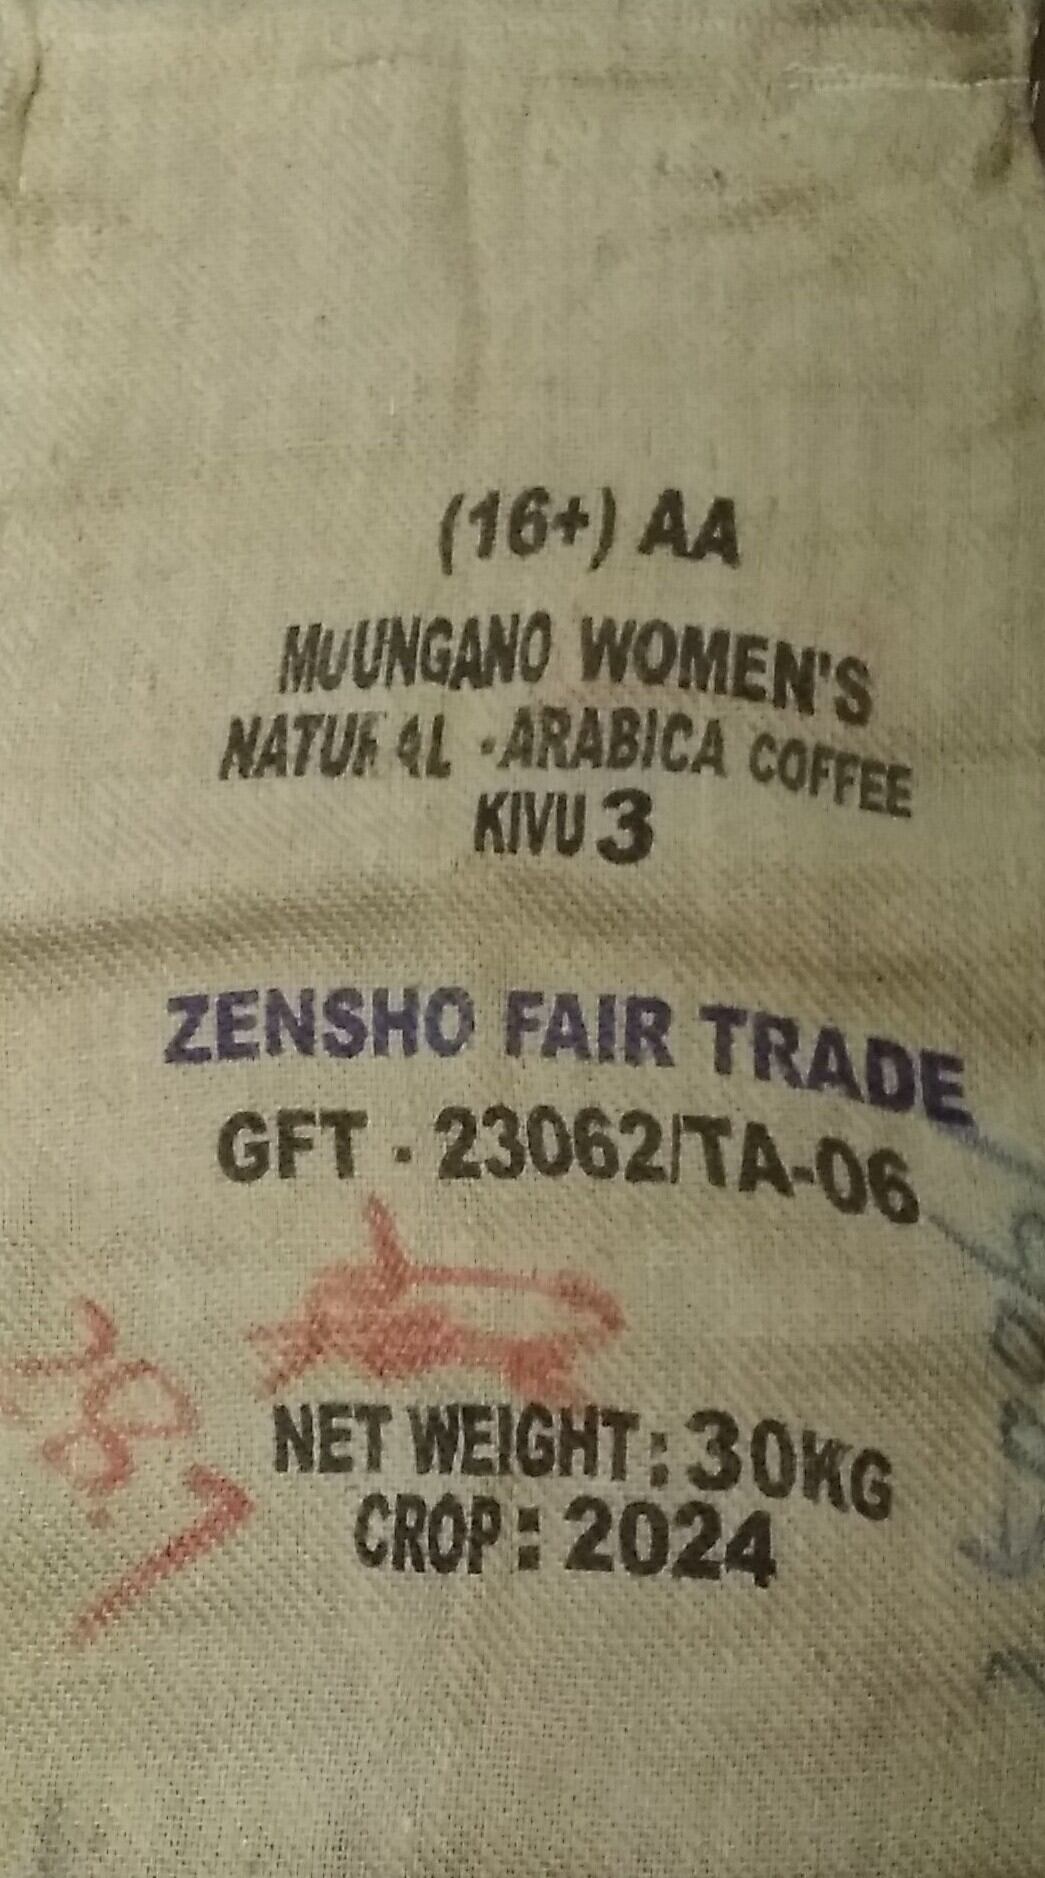 (16+) AA
MUUNGANO WOMEN'S
NATURAL - ARABICA COFFEE
KIVU 3
ZENSHO FAIR TRADE
GFT - 23062/TA-06
NET WEIGHT: 30KG
CROP: 2024